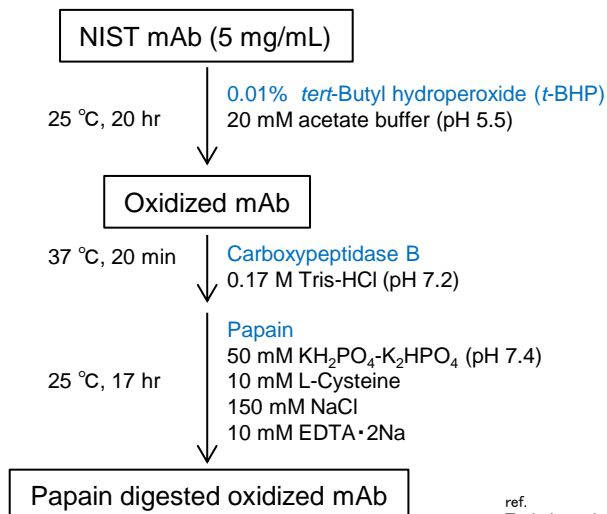 NIST mAb (5 mg/mL)
25 ℃, 20 hr
0.01% tert-Butyl hydroperoxide (t-BHP)
20 mM acetate buffer (pH 5.5)
Oxidized mAb
37 ℃, 20 min
Carboxypeptidase B
0.17 M Tris-HCl (pH 7.2)
25 ℃, 17 hr
Papain
50 mM KH₂PO₄-K₂HPO₄ (pH 7.4)
10 mM L-Cysteine
150 mM NaCl
10 mM EDTA・2Na
Papain digested oxidized mAb
ref.